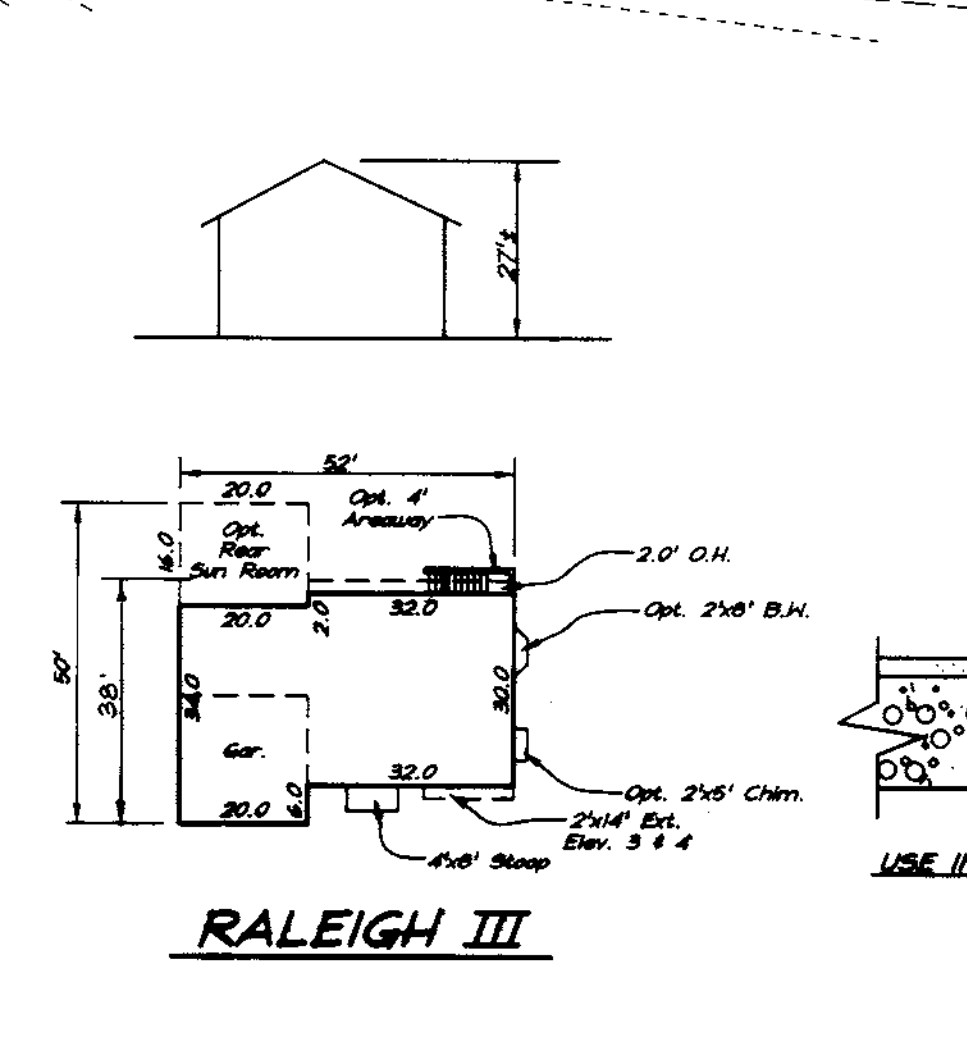 27'±
52'
20.0
Opt. 4'
Areaway
Opt.
Rear
Sun Room
16.0
2.0' O.H.
20.0
2.0
32.0
Opt. 2'x8' B.W.
50'
38'
34.0
30.0
Gar.
32.0
6.0
20.0
Opt. 2'x5' Chim.
2'x14' Ext.
Elev. 3 & 4
4'x8' Stoop
USE
RALEIGH III